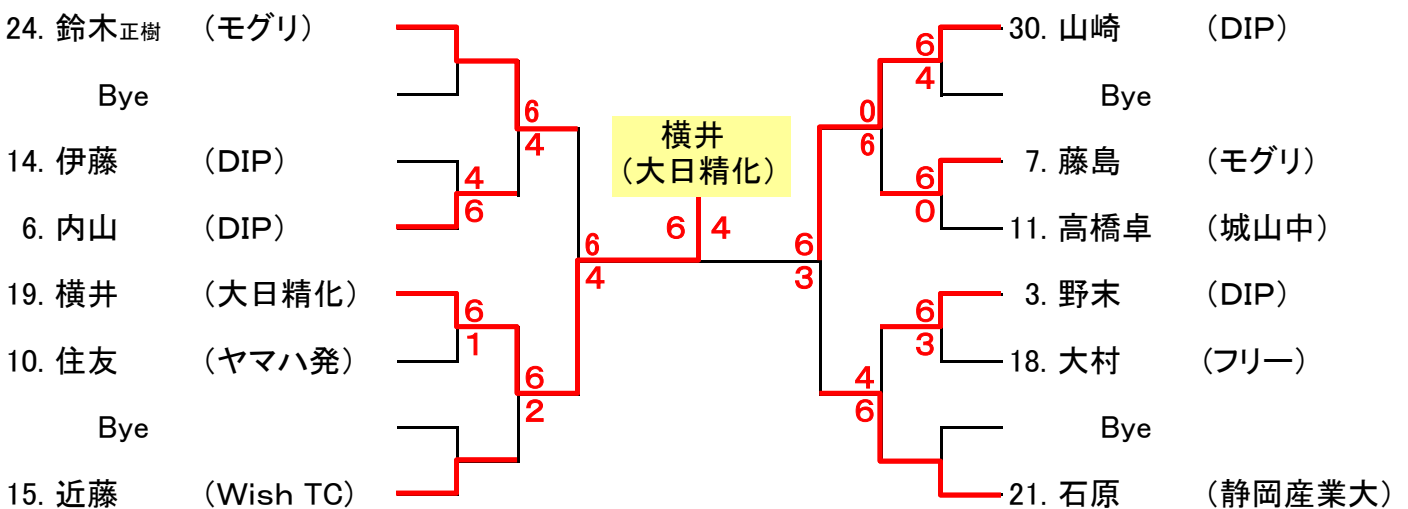 24. 鈴木正樹 （モグリ）
Bye
14. 伊藤 （DIP）
6. 内山 （DIP）
19. 横井 （大日精化）
10. 住友 （ヤマハ発）
Bye
15. 近藤 （Wish TC）
6
4
4
6
6
1
6
2
6
4
横井
（大日精化）
6 4
6
3
0
6
4
6
6
4
6
0
6
3
30. 山崎 （DIP）
Bye
7. 藤島 （モグリ）
11. 高橋卓 （城山中）
3. 野末 （DIP）
18. 大村 （フリー）
Bye
21. 石原 （静岡産業大）